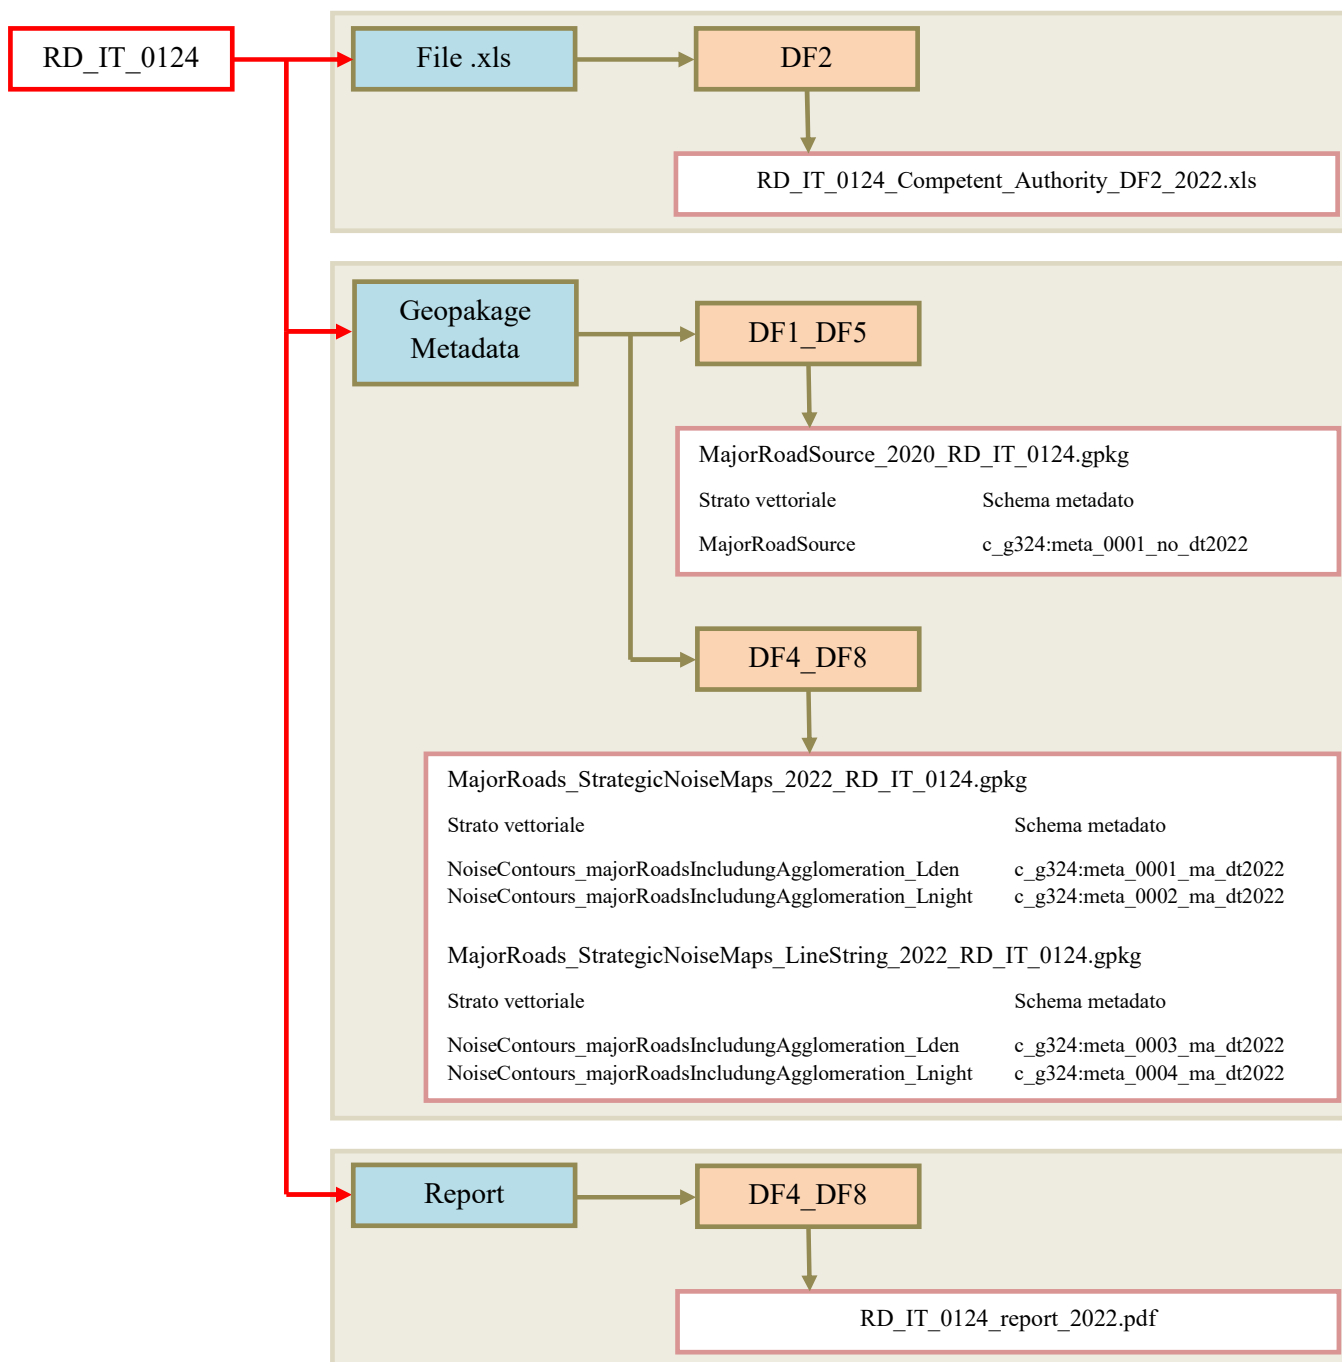 RD_IT_0124
File .xls
DF2
RD_IT_0124_Competent_Authority_DF2_2022.xls
Geopakage
Metadata
DF1_DF5
MajorRoadSource_2020_RD_IT_0124.gpkg
Strato vettoriale Schema metadato
MajorRoadSource c_g324:meta_0001_no_dt2022
DF4_DF8
MajorRoads_StrategicNoiseMaps_2022_RD_IT_0124.gpkg
Strato vettoriale Schema metadato
NoiseContours_majorRoadsIncludungAgglomeration_Lden c_g324:meta_0001_ma_dt2022
NoiseContours_majorRoadsIncludungAgglomeration_Lnight c_g324:meta_0002_ma_dt2022
MajorRoads_StrategicNoiseMaps_LineString_2022_RD_IT_0124.gpkg
Strato vettoriale Schema metadato
NoiseContours_majorRoadsIncludungAgglomeration_Lden c_g324:meta_0003_ma_dt2022
NoiseContours_majorRoadsIncludungAgglomeration_Lnight c_g324:meta_0004_ma_dt2022
Report
DF4_DF8
RD_IT_0124_report_2022.pdf